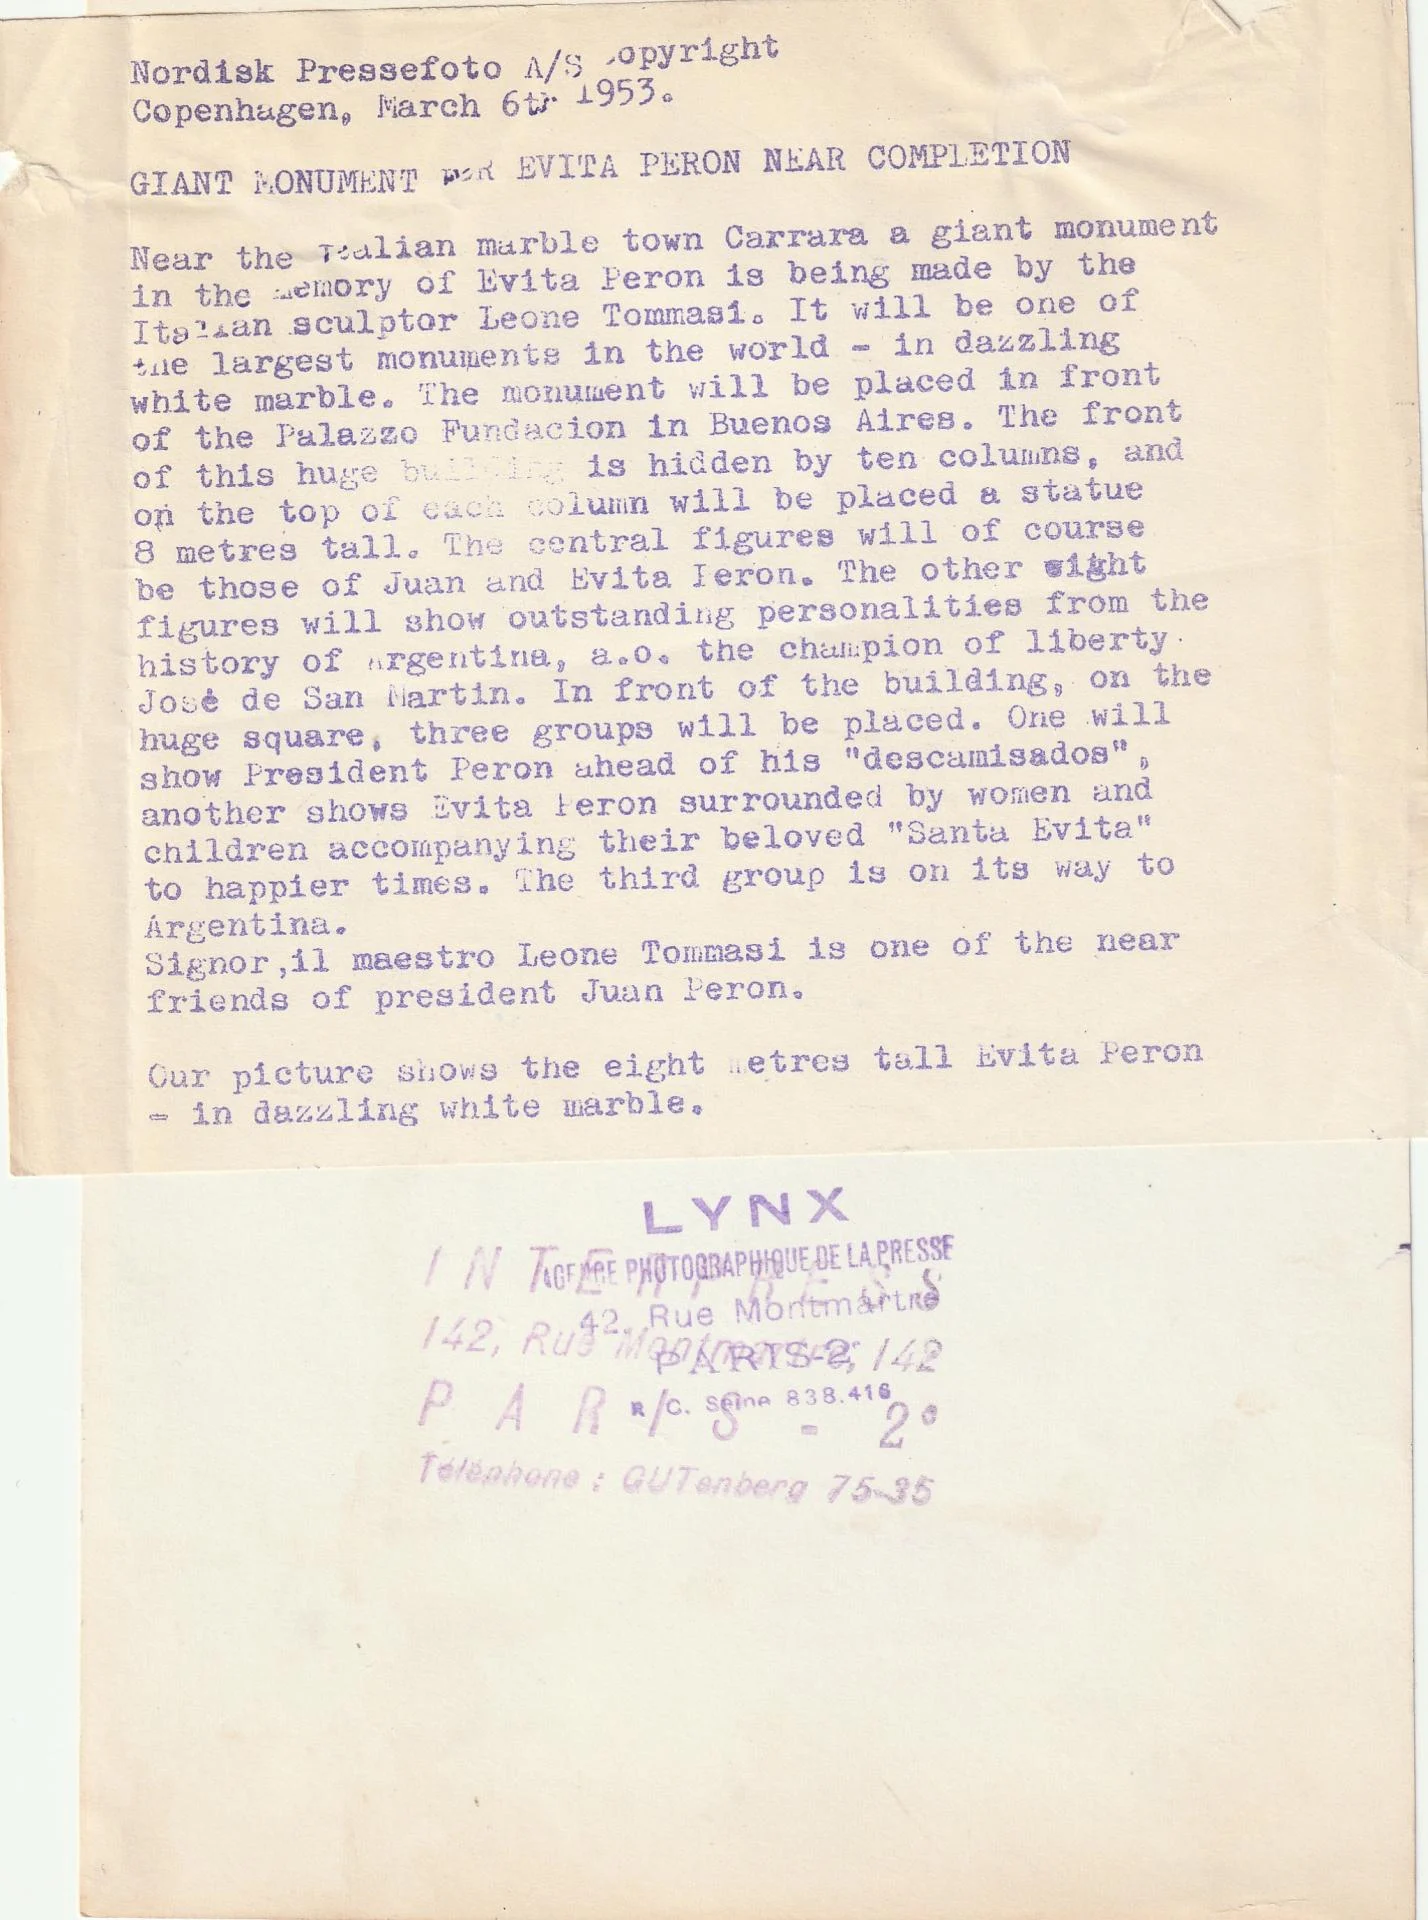 Nordisk Pressefoto A/S Copyright
Copenhagen, March 6th 1953.
GIANT MONUMENT FOR EVITA PERON NEAR COMPLETION
Near the Italian marble town Carrara a giant monument
in the memory of Evita Peron is being made by the
Italian sculptor Leone Tommasi. It will be one of
the largest monuments in the world - in dazzling
white marble. The monument will be placed in front
of the Palazzo Fundacion in Buenos Aires. The front
of this huge building is hidden by ten columns, and
on the top of each column will be placed a statue
8 metres tall. The central figures will of course
be those of Juan and Evita Peron. The other eight
figures will show outstanding personalities from the
history of Argentina, a.o. the champion of liberty
José de San Martin. In front of the building, on the
huge square, three groups will be placed. One will
show President Peron ahead of his "descamisados",
another shows Evita Peron surrounded by women and
children accompanying their beloved "Santa Evita"
to happier times. The third group is on its way to
Argentina.
Signor,il maestro Leone Tommasi is one of the near
friends of president Juan Peron.
Our picture shows the eight metres tall Evita Peron
- in dazzling white marble.
LYNX
AGENCE PHOTOGRAPHIQUE DE LA PRESSE
42, Rue Montmartre
PARIS-2
R/C. Seine 838.416
INTERPRESS
142, Rue Montmartre, 142
PARIS - 2°
Téléphone : GUTenberg 75-35